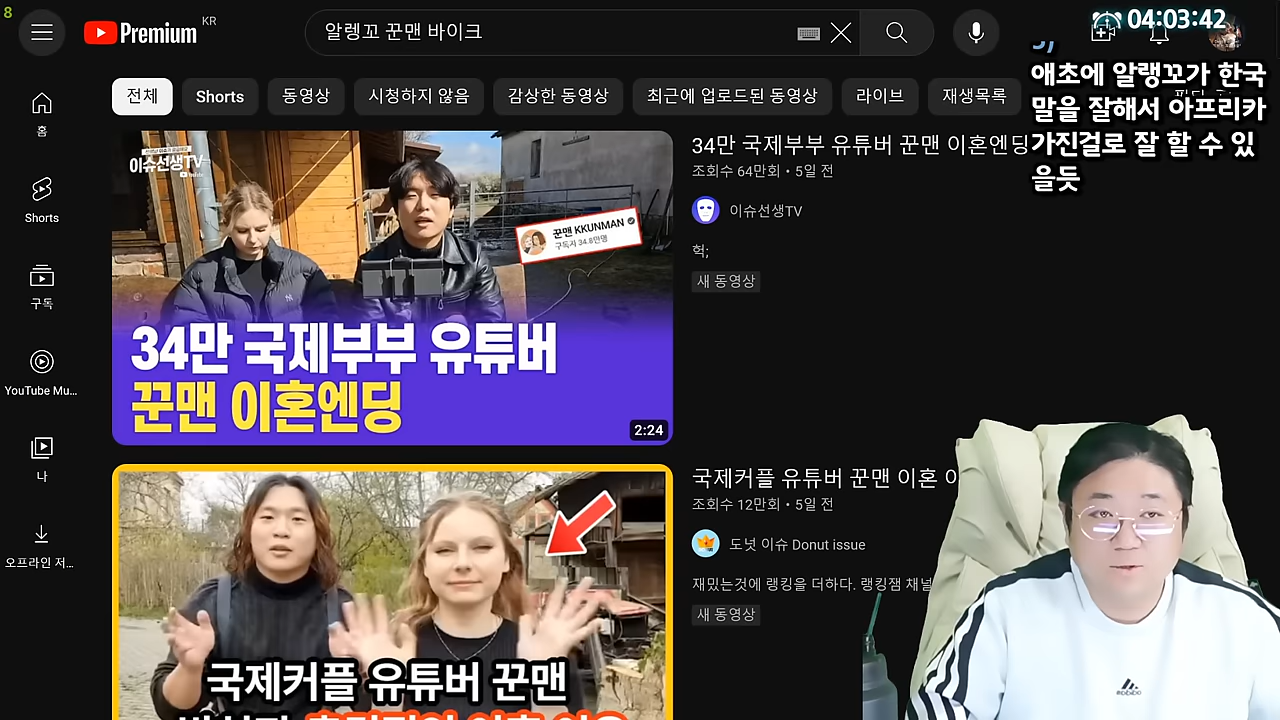 8
Premium
KR
알렝꼬 꾼맨 바이크
04:03:42
전체
Shorts
동영상
시청하지 않음
감상한 동영상
최근에 업로드된 동영상
라이브
재생목록
애초에 알랭꼬가 한국
말을 잘해서 아프리카
가진걸로 잘 할 수 있
을듯
홈
Shorts
구독
YouTube Mu...
나
오프라인 저...
이슈선생TV
YouTube
꾼맨 KKUNMAN
구독자 34.8만명
34만 국제부부 유튜버
꾼맨 이혼엔딩
2:24
34만 국제부부 유튜버 꾼맨 이혼엔딩
조회수 64만회 • 5일 전
이슈선생TV
헉;
새 동영상
국제커플 유튜버 꾼맨
국제커플 유튜버 꾼맨 이혼
조회수 12만회 • 5일 전
도넛 이슈 Donut issue
재밌는것에 랭킹을 더하다. 랭킹잼 채널
새 동영상